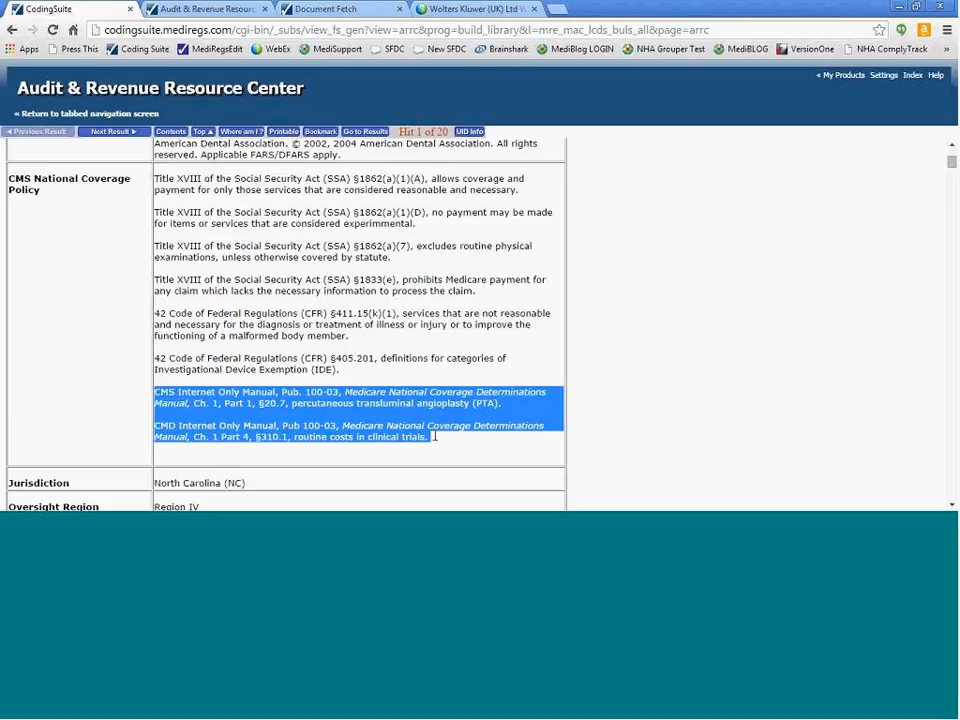 CodingSuite
Audit & Revenue Resourc
Document Fetch
Wolters Kluwer (UK) Ltd W
codingsuite.mediregs.com/cgi-bin/_subs/view_fs_gen?view=arrc&prog=build_library&l=mre_mac_lcds_buls_all&page=arrc
Apps Press This Coding Suite MediRegsEdit WebEx MediSupport SFDC New SFDC Brainshark MediBlog LOGIN NHA Grouper Test MediBLOG VersionOne NHA ComplyTrack »
« My Products Settings Index Help
Audit & Revenue Resource Center
« Return to tabbed navigation screen
Previous Result Next Result Contents Top Where am I? Printable Bookmark Go to Results Hit 1 of 20 UID Info
American Dental Association. © 2002, 2004 American Dental Association. All rights
reserved. Applicable FARS/DFARS apply.
CMS National Coverage
Policy
Title XVIII of the Social Security Act (SSA) §1862(a)(1)(A), allows coverage and
payment for only those services that are considered reasonable and necessary.
Title XVIII of the Social Security Act (SSA) §1862(a)(1)(D), no payment may be made
for items or services that are considered experimental.
Title XVIII of the Social Security Act (SSA) §1862(a)(7), excludes routine physical
examinations, unless otherwise covered by statute.
Title XVIII of the Social Security Act (SSA) §1833(e), prohibits Medicare payment for
any claim which lacks the necessary information to process the claim.
42 Code of Federal Regulations (CFR) §411.15(k)(1), services that are not reasonable
and necessary for the diagnosis or treatment of illness or injury or to improve the
functioning of a malformed body member.
42 Code of Federal Regulations (CFR) §405.201, definitions for categories of
Investigational Device Exemption (IDE).
CMS Internet Only Manual, Pub. 100-03, Medicare National Coverage Determinations
Manual, Ch. 1, Part 1, §20.7, percutaneous transluminal angioplasty (PTA).
CMD Internet Only Manual, Pub 100-03, Medicare National Coverage Determinations
Manual, Ch. 1 Part 4, §310.1, routine costs in clinical trials.
Jurisdiction
North Carolina (NC)
Oversight Region
Region IV